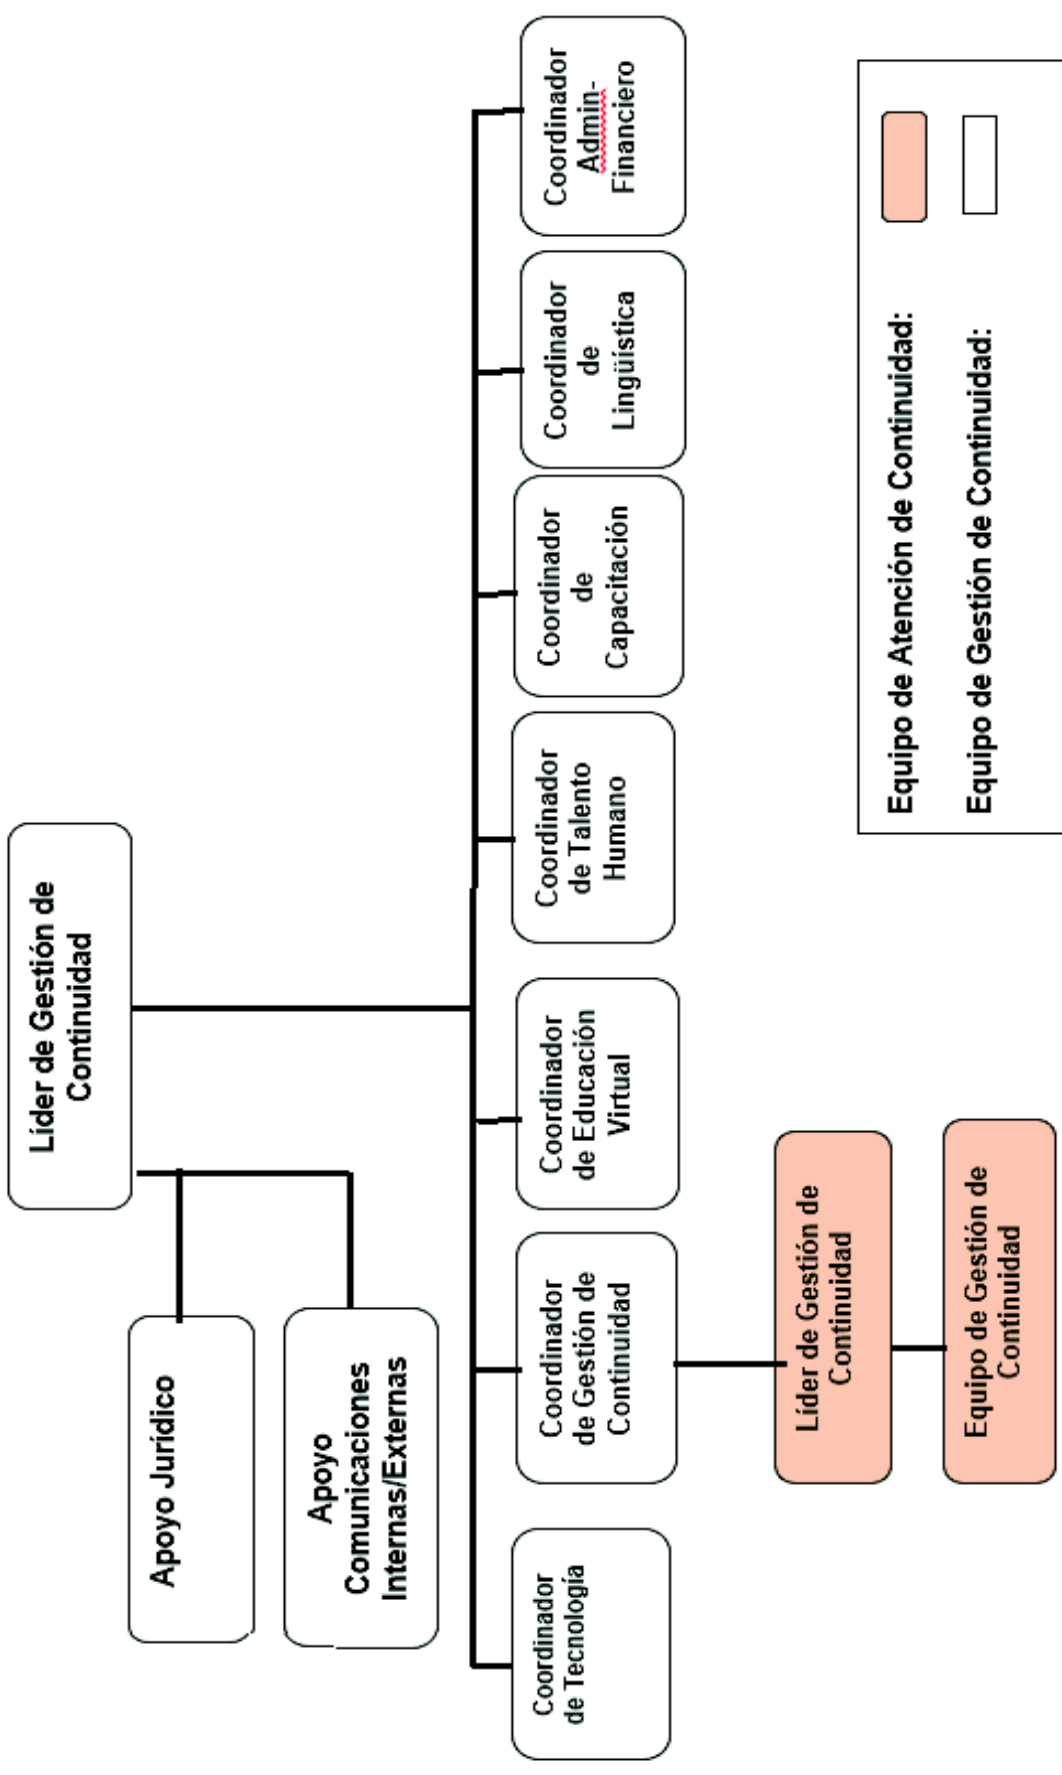 Líder de Gestión de
Continuidad
Apoyo Jurídico
Apoyo
Comunicaciones
Internas/Externas
Coordinador
de Tecnología
Coordinador
de Gestión de
Continuidad
Coordinador
de Educación
Virtual
Coordinador
de Talento
Humano
Coordinador
de
Capacitación
Coordinador
de
Lingüística
Coordinador
Admin-
Financiero
Líder de Gestión de
Continuidad
Equipo de Gestión de
Continuidad
Equipo de Atención de Continuidad:
Equipo de Gestión de Continuidad: